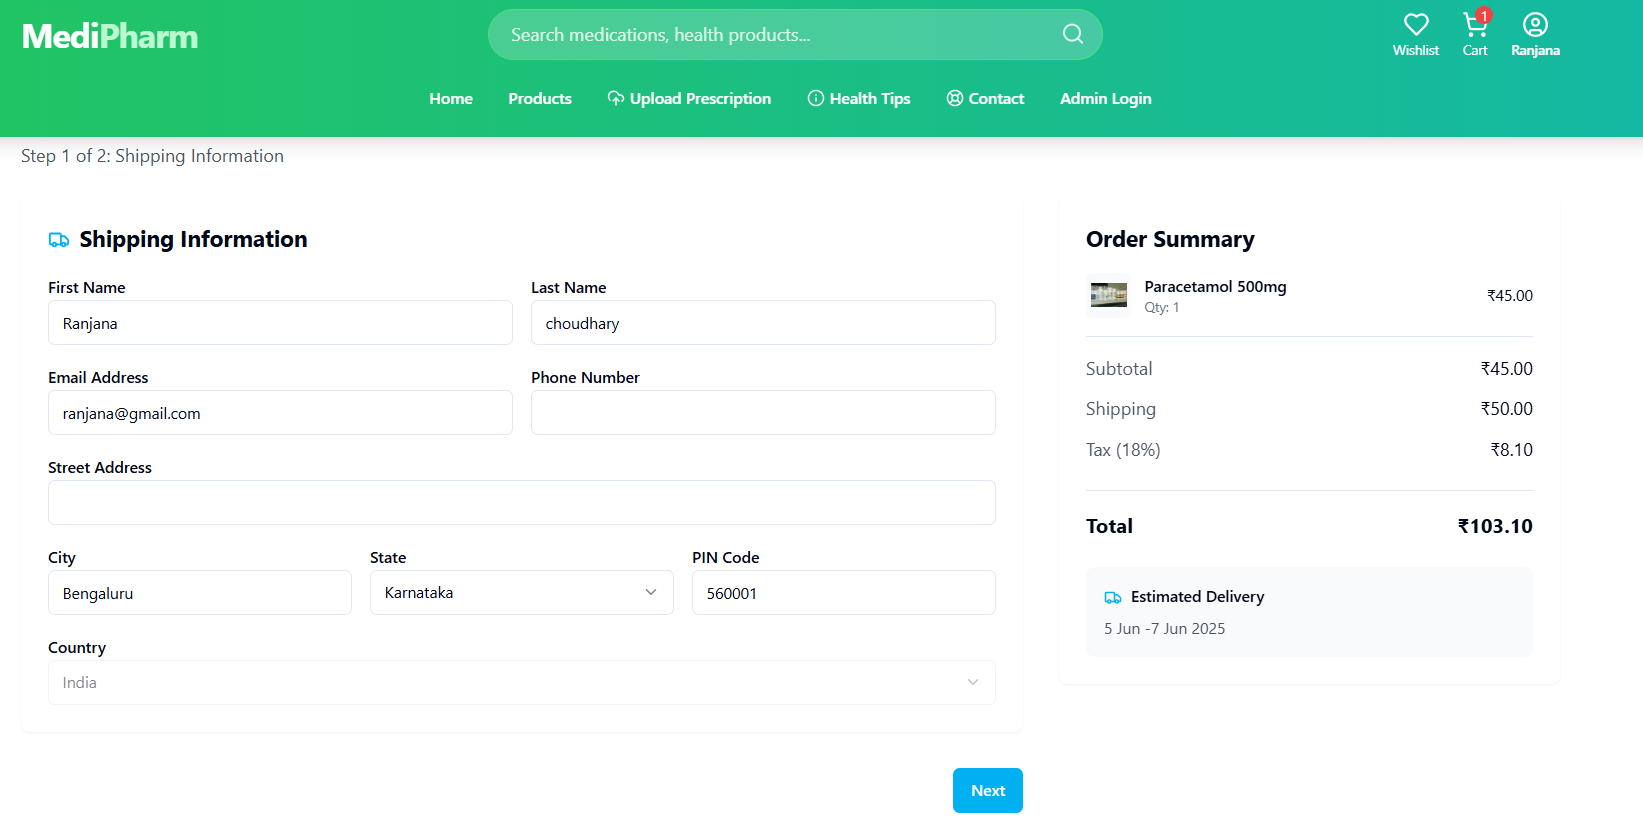 MediPharm
Search medications, health products...
Wishlist
1
Cart
Ranjana
Home
Products
Upload Prescription
Health Tips
Contact
Admin Login
Step 1 of 2: Shipping Information
Shipping Information
First Name
Ranjana
Last Name
choudhary
Email Address
ranjana@gmail.com
Phone Number
Street Address
City
Bengaluru
State
Karnataka
PIN Code
560001
Country
India
Next
Order Summary
Paracetamol 500mg
Qty: 1
₹45.00
Subtotal ₹45.00
Shipping ₹50.00
Tax (18%) ₹8.10
Total ₹103.10
Estimated Delivery
5 Jun -7 Jun 2025